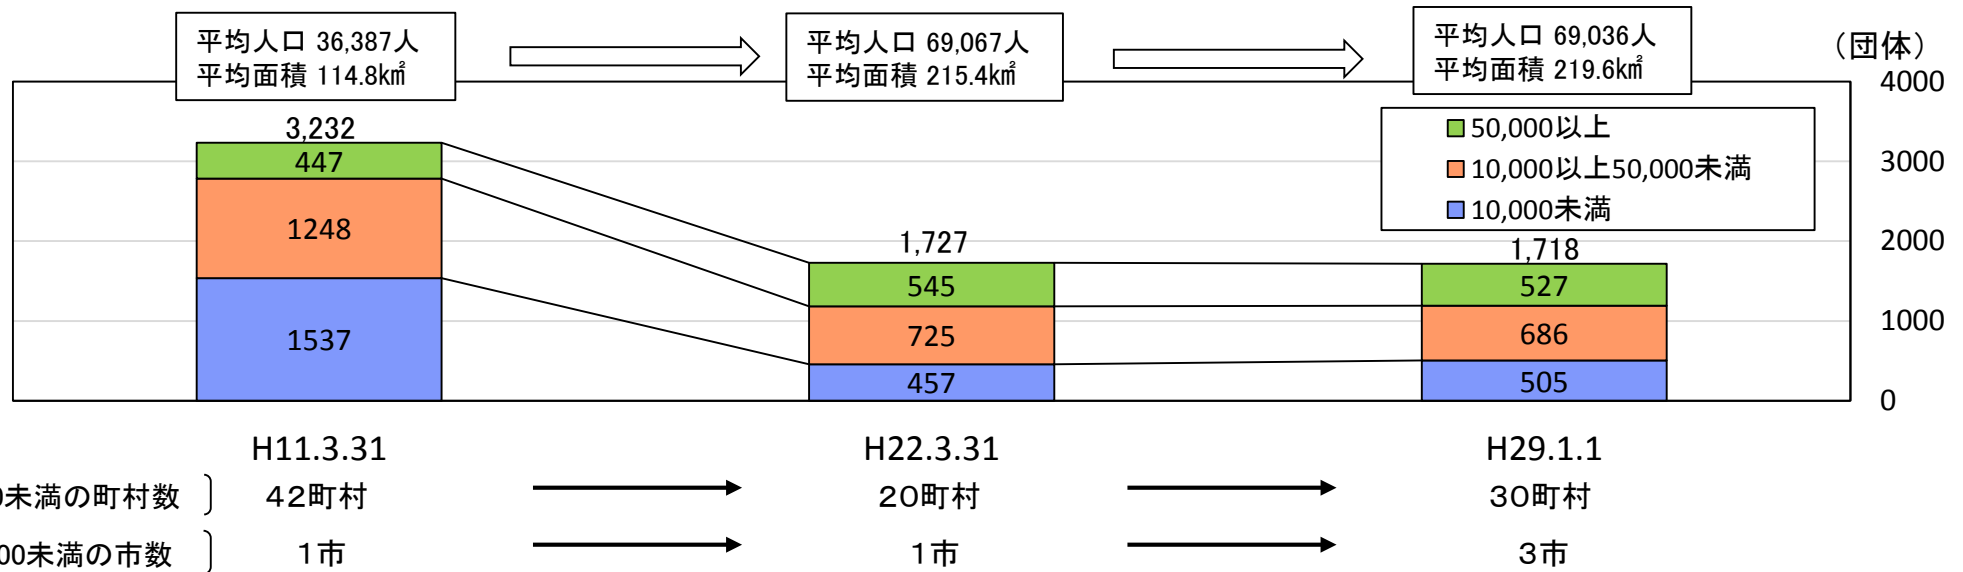 平均人口 36,387人
平均面積 114.8㎢
平均人口 69,067人
平均面積 215.4㎢
平均人口 69,036人
平均面積 219.6㎢
（団体）
4000
3000
2000
1000
0
50,000以上
10,000以上50,000未満
10,000未満
3,232
447
1248
1537
1,727
545
725
457
1,718
527
686
505
H11.3.31
H22.3.31
H29.1.1
未満の町村数
42町村
20町村
30町村
00未満の市数
1市
1市
3市